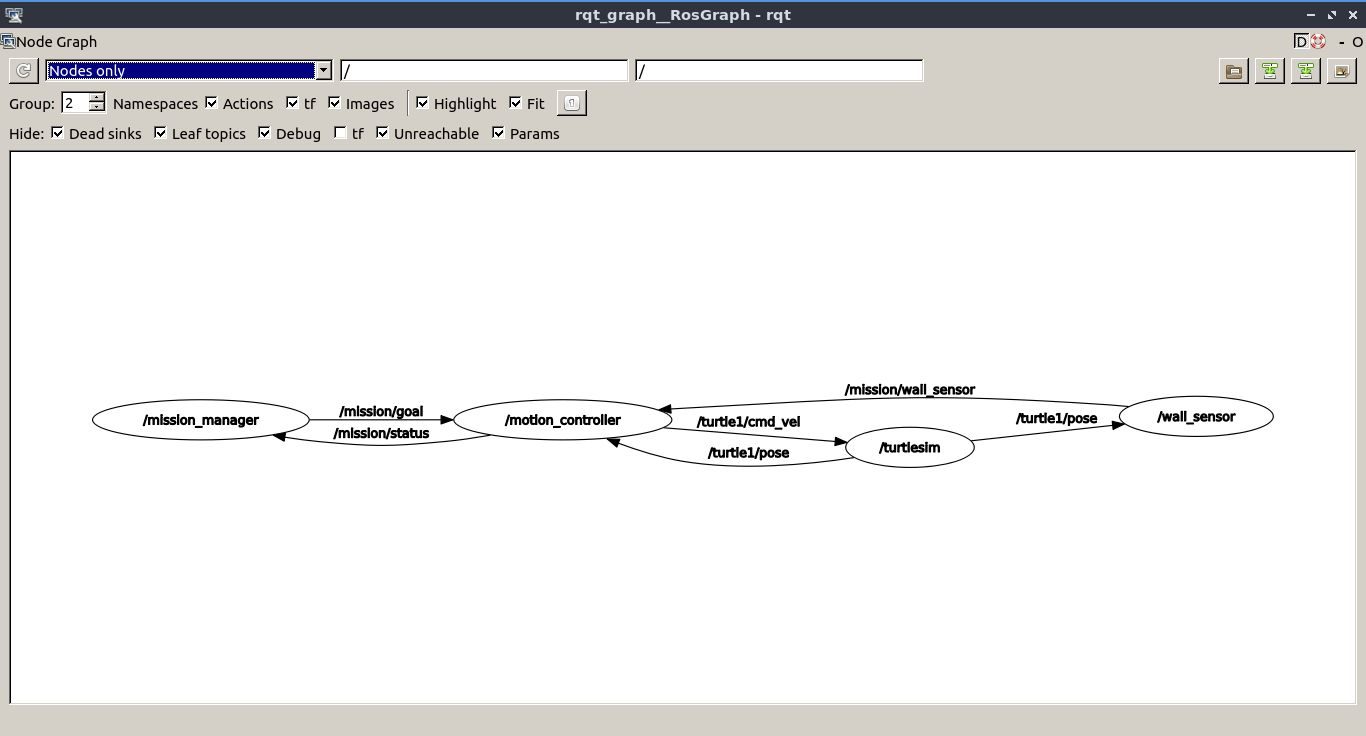 rqt_graph__RosGraph - rqt
Node Graph
D - O
Nodes only / /
Group: 2 Namespaces Actions tf Images Highlight Fit
Hide: Dead sinks Leaf topics Debug tf Unreachable Params
/mission/wall_sensor
/mission_manager /mission/goal /motion_controller /turtle1/cmd_vel /turtle1/pose /wall_sensor
/mission/status /turtle1/pose /turtlesim